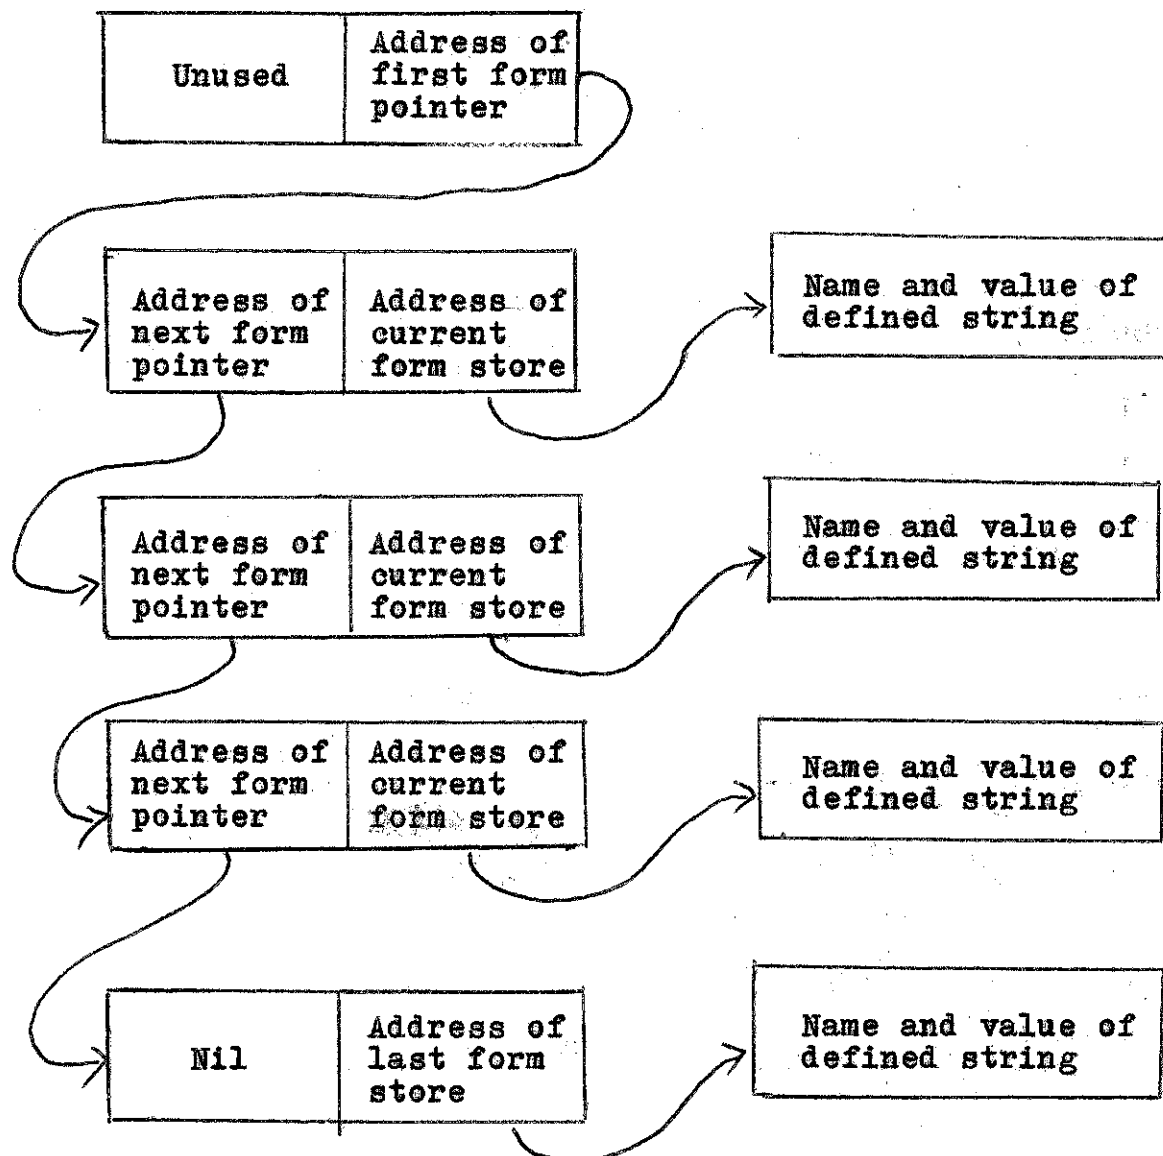 Unused
Address of
first form
pointer
Address of
next form
pointer
Address of
current
form store
Name and value of
defined string
Address of
next form
pointer
Address of
current
form store
Name and value of
defined string
Address of
next form
pointer
Address of
current
form store
Name and value of
defined string
Nil
Address of
last form
store
Name and value of
defined string